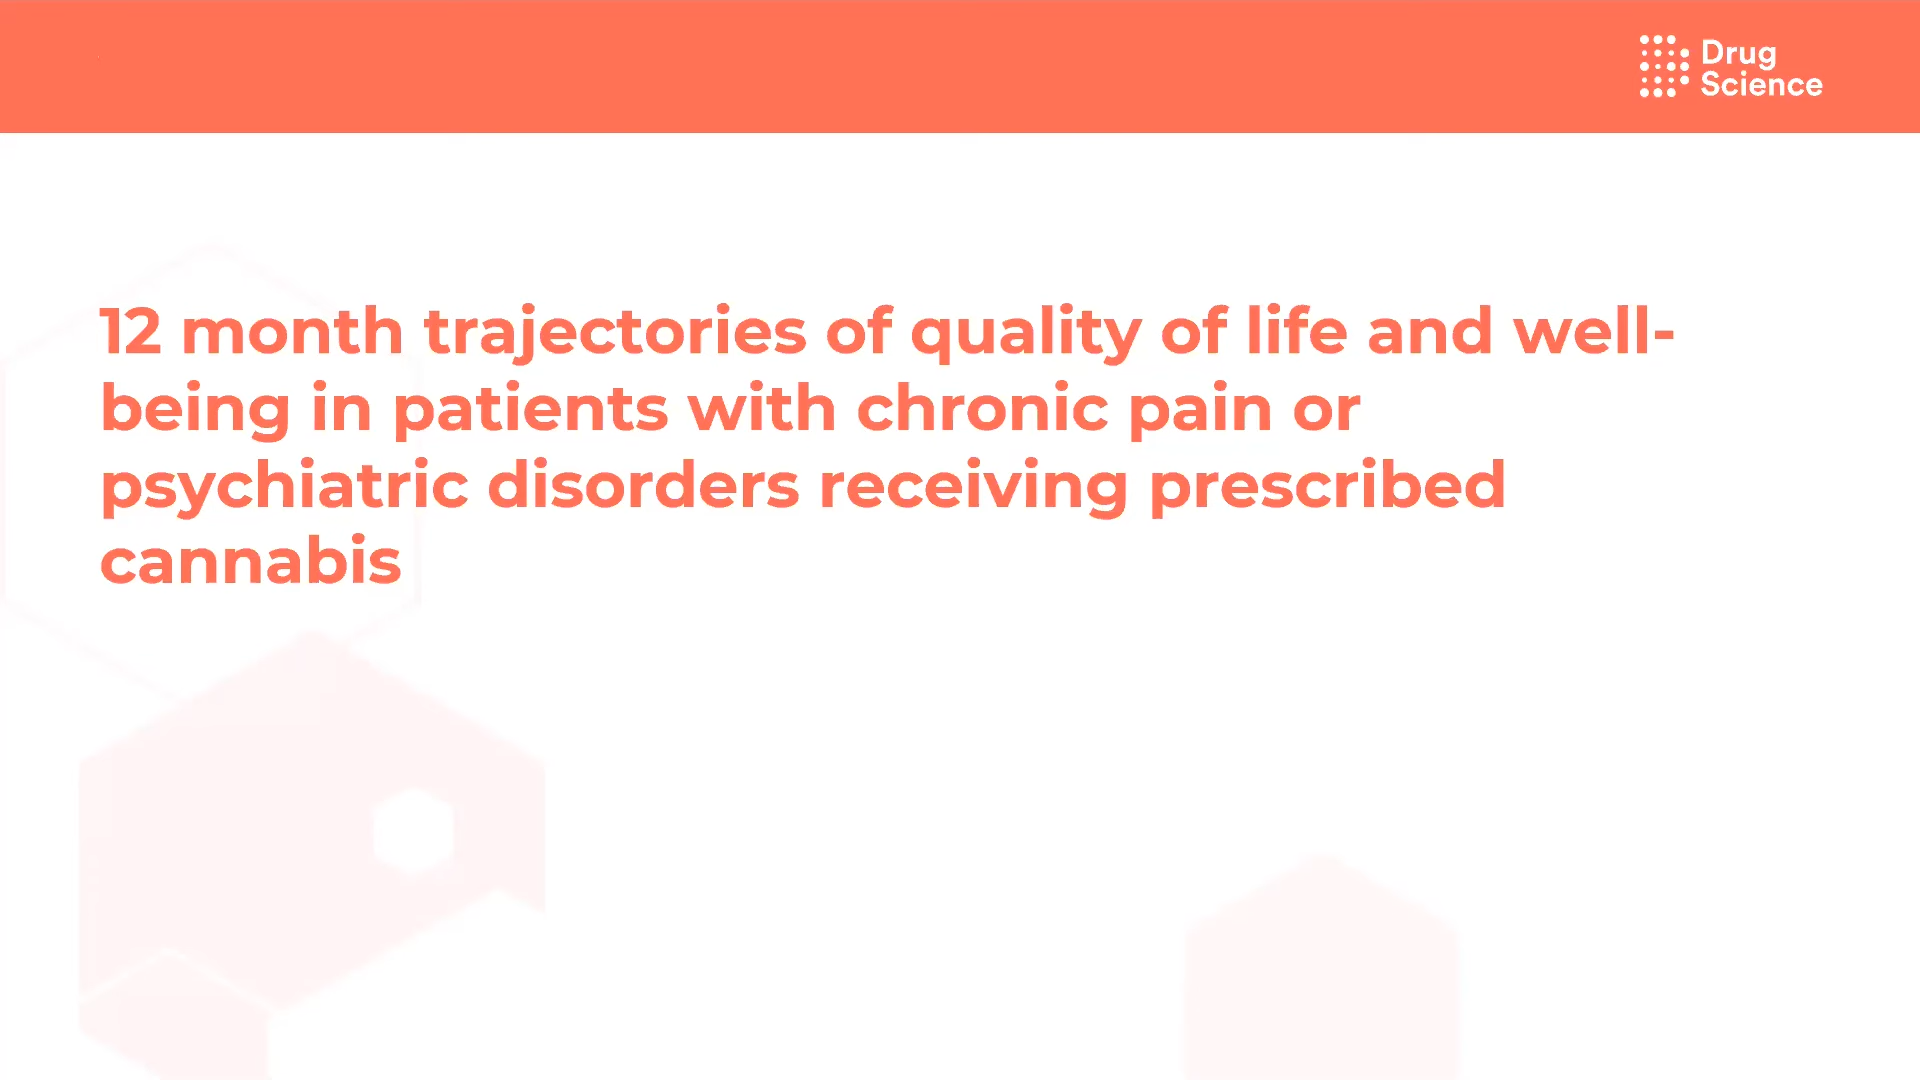 Drug
Science
12 month trajectories of quality of life and well-
being in patients with chronic pain or
psychiatric disorders receiving prescribed
cannabis